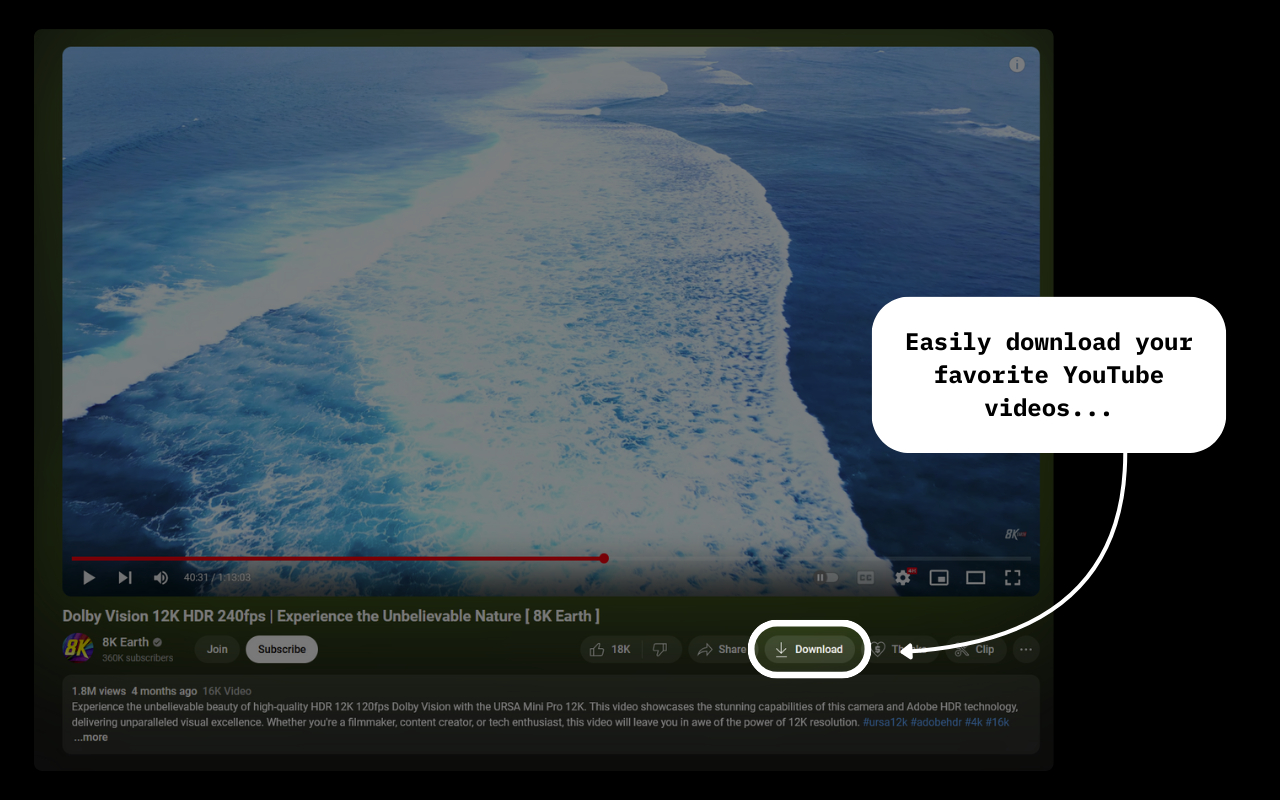 Easily download your
favorite YouTube
videos...
8K
40:31 / 1:13:03
CC
Dolby Vision 12K HDR 240fps | Experience the Unbelievable Nature [ 8K Earth ]
8K
8K Earth
360K subscribers
Join
Subscribe
18K
Share
Download
Clip
1.8M views 4 months ago 16K Video
Experience the unbelievable beauty of high-quality HDR 12K 120fps Dolby Vision with the URSA Mini Pro 12K. This video showcases the stunning capabilities of this camera and Adobe HDR technology,
delivering unparalleled visual excellence. Whether you're a filmmaker, content creator, or tech enthusiast, this video will leave you in awe of the power of 12K resolution. #ursa12k #adobehdr #4k #16k
...more